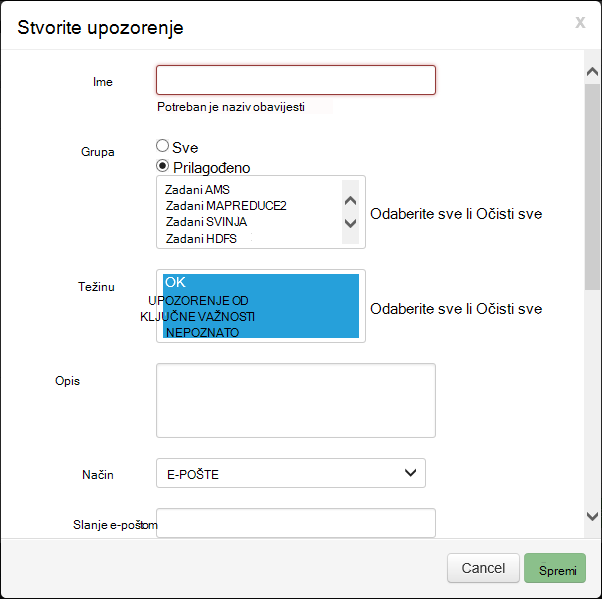 Stvorite upozorenje
x
Ime
Potreban je naziv obavijesti
Grupa
Sve
Prilagođeno
Zadani AMS
Zadani MAPREDUCE2
Zadani SVINJA
Zadani HDFS
Odaberite sve li Očisti sve
Težinu
OK
UPOZORENJE OD
KLJUČNE VAŽNOSTI
NEPOZNATO
Odaberite sve li Očisti sve
Opis
Način
E-POŠTE
Slanje e-poštom
Cancel
Spremi